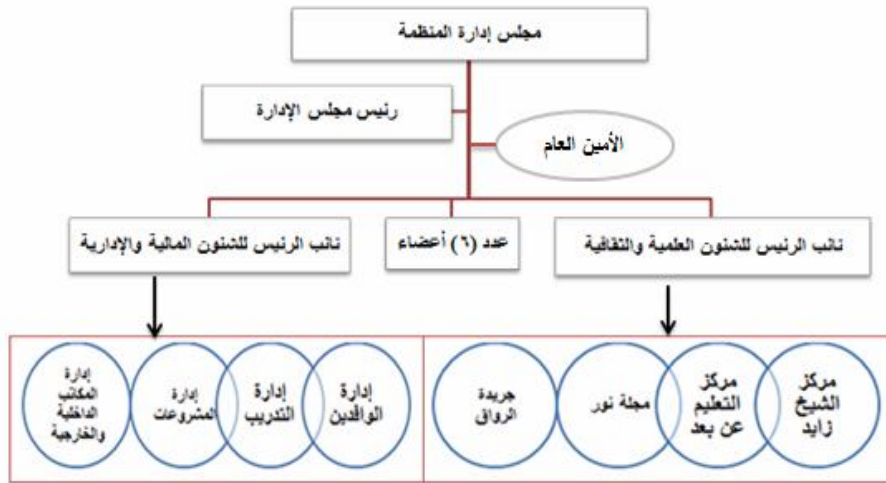 مجلس إدارة المنظمة
رئيس مجلس الإدارة
الأمين العام
نائب الرئيس للشئون العلمية والثقافية
عدد (٦) أعضاء
نائب الرئيس للشئون المالية والإدارية
مركز
الشيخ
زايد
مركز
التعليم
عن بعد
مجلة نور
جريدة
الرواق
إدارة
الوافدين
إدارة
التدريب
إدارة
المشروعات
إدارة
المكاتب
الداخلية
والخارجية